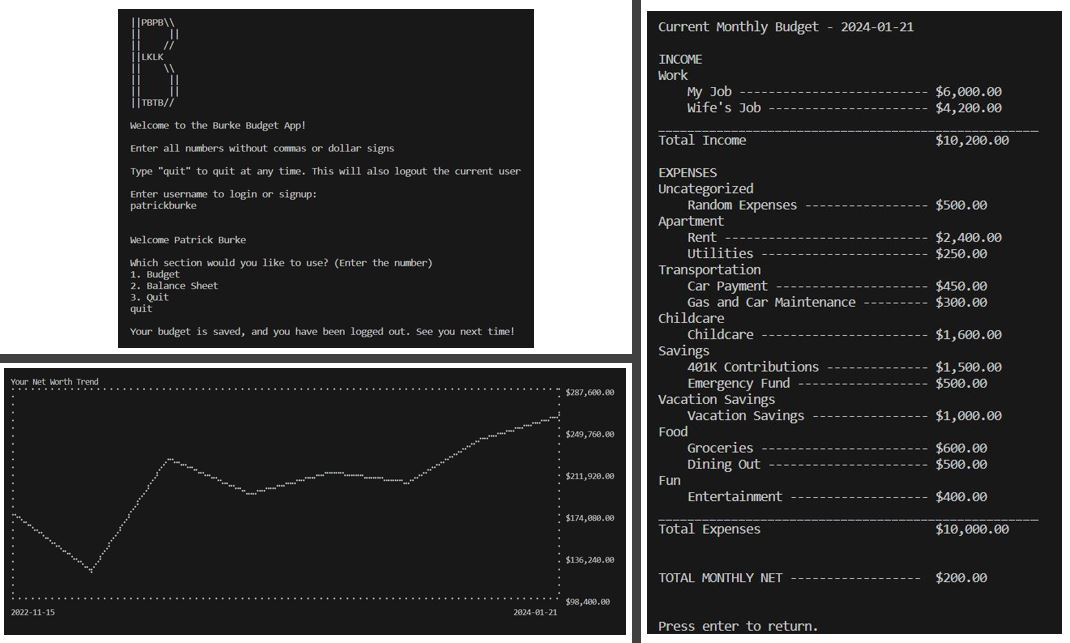 ||PBPB\\
||     ||
||    //
||LKLK
||    \\
||     ||
||     ||
||TBTB//
Welcome to the Burke Budget App!
Enter all numbers without commas or dollar signs
Type "quit" to quit at any time. This will also logout the current user
Enter username to login or signup:
patrickburke
Welcome Patrick Burke
Which section would you like to use? (Enter the number)
1. Budget
2. Balance Sheet
3. Quit
quit
Your budget is saved, and you have been logged out. See you next time!
Your Net Worth Trend
$287,600.00
$249,760.00
$211,920.00
$174,080.00
$136,240.00
$98,400.00
2022-11-15 2024-01-21
Current Monthly Budget - 2024-01-21
INCOME
Work
My Job -------------------------- $6,000.00
Wife's Job ---------------------- $4,200.00
Total Income $10,200.00
EXPENSES
Uncategorized
Random Expenses ----------------- $500.00
Apartment
Rent ---------------------------- $2,400.00
Utilities ----------------------- $250.00
Transportation
Car Payment --------------------- $450.00
Gas and Car Maintenance --------- $300.00
Childcare
Childcare ----------------------- $1,600.00
Savings
401K Contributions -------------- $1,500.00
Emergency Fund ------------------ $500.00
Vacation Savings
Vacation Savings ---------------- $1,000.00
Food
Groceries ----------------------- $600.00
Dining Out ---------------------- $500.00
Fun
Entertainment ------------------- $400.00
Total Expenses $10,000.00
TOTAL MONTHLY NET ------------------ $200.00
Press enter to return.